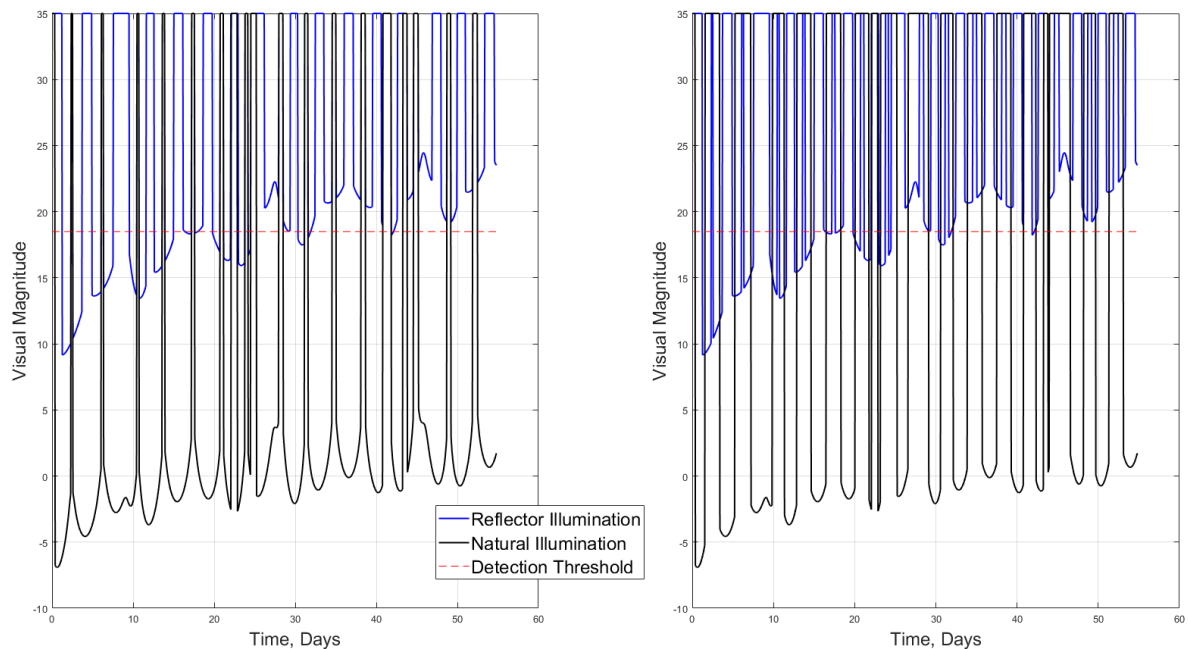 35
30
25
20
15
10
5
0
-5
-10
Visual Magnitude
0 10 20 30 40 50 60
Time, Days
Reflector Illumination
Natural Illumination
Detection Threshold
35
30
25
20
15
10
5
0
-5
-10
Visual Magnitude
0 10 20 30 40 50 60
Time, Days